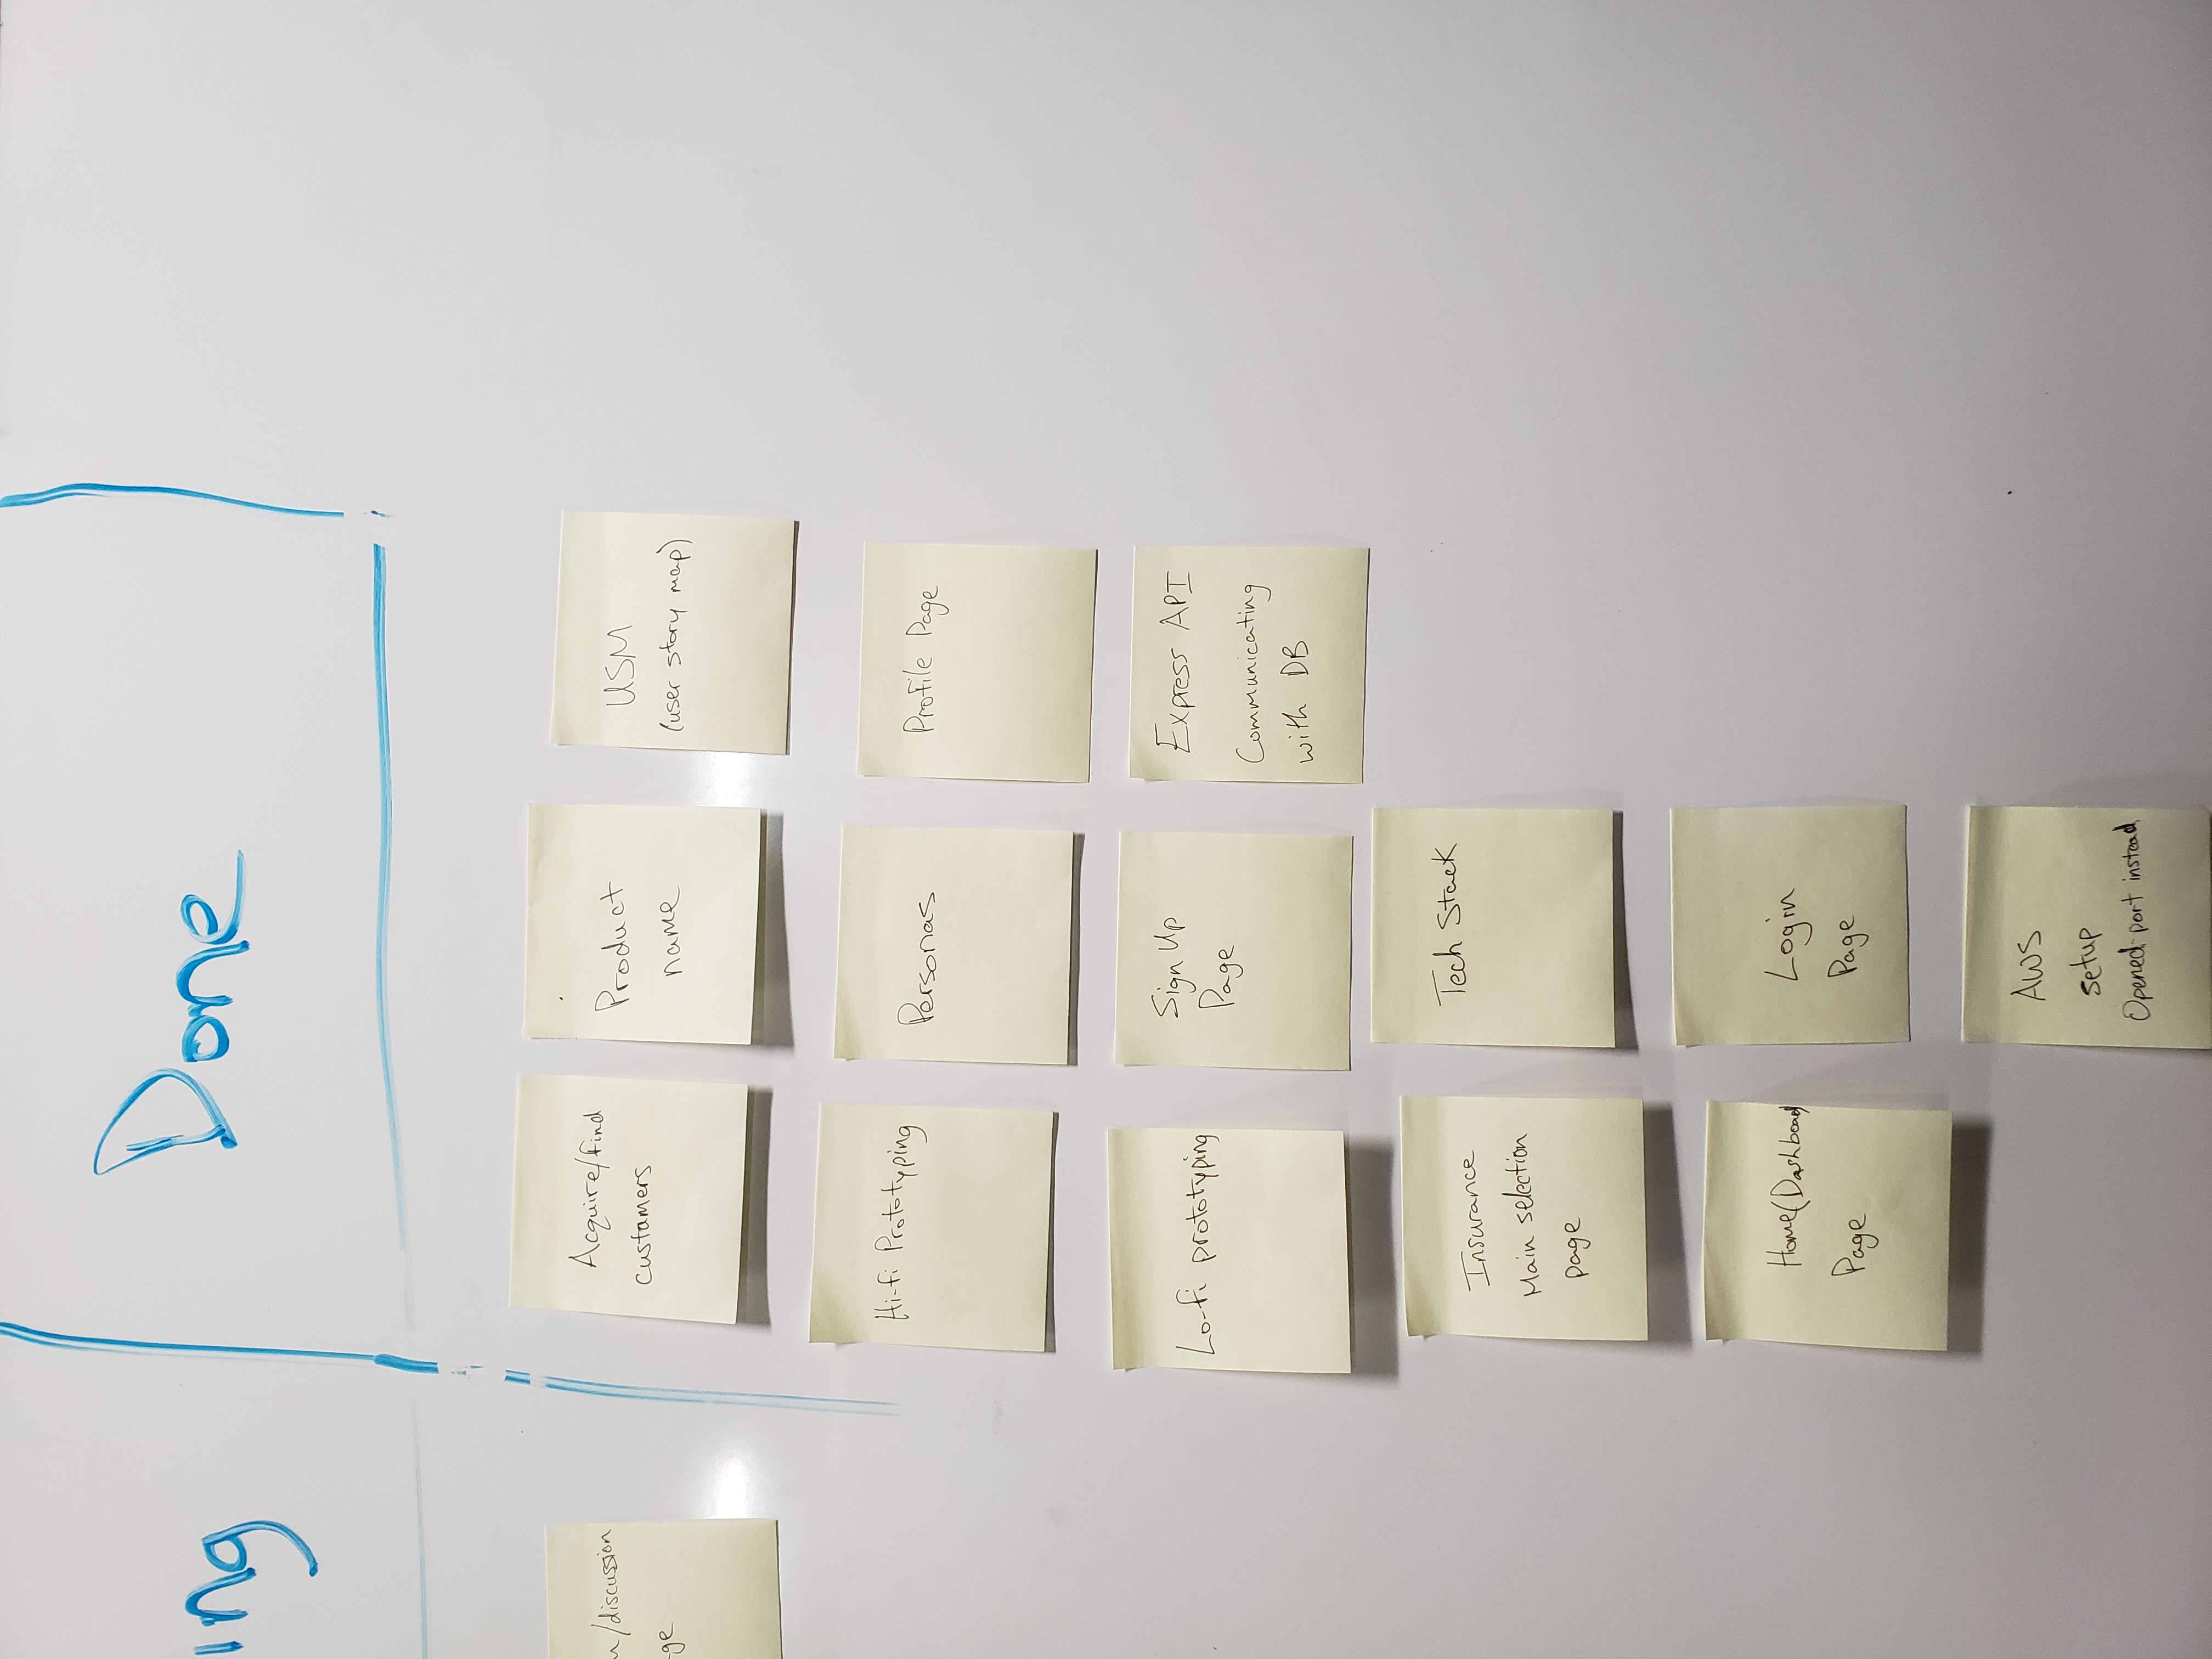 ing
Done
/discussion
Acquire/find
custamers
Product
name
USM
(user story map)
Hi-fi Prototyping
Personas
Profile Page
Lo-fi prototyping
Sign Up
Page
Express API
Communicating
with DB
Insurance
Main selection
page
Tech Stack
Home/Dashboard
Page
Login
Page
AWS
setup
Opened port instead